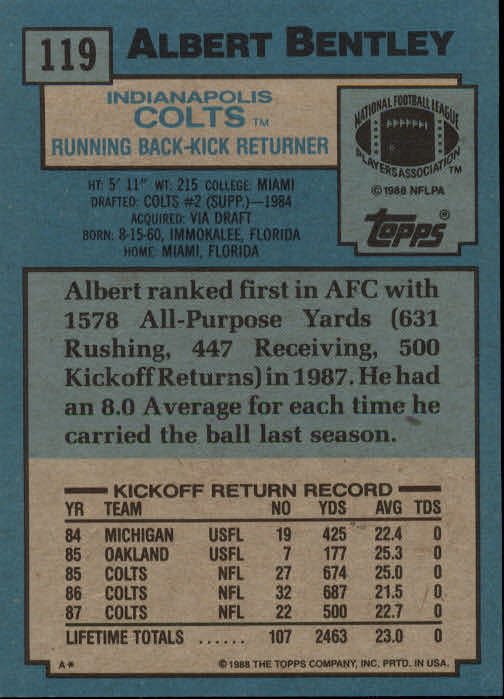 119 ALBERT BENTLEY
INDIANAPOLIS
COLTS TM
RUNNING BACK-KICK RETURNER
NATIONAL FOOTBALL LEAGUE
PLAYERS ASSOCIATION TM
© 1988 NFLPA
Topps®
HT: 5' 11" WT: 215 COLLEGE: MIAMI
DRAFTED: COLTS #2 (SUPP.)—1984
ACQUIRED: VIA DRAFT
BORN: 8-15-60, IMMOKALEE, FLORIDA
HOME: MIAMI, FLORIDA
Albert ranked first in AFC with
1578 All-Purpose Yards (631
Rushing, 447 Receiving, 500
Kickoff Returns) in 1987. He had
an 8.0 Average for each time he
carried the ball last season.
KICKOFF RETURN RECORD
YR TEAM NO YDS AVG TDS
84 MICHIGAN USFL 19 425 22.4 0
85 OAKLAND USFL 7 177 25.3 0
85 COLTS NFL 27 674 25.0 0
86 COLTS NFL 32 687 21.5 0
87 COLTS NFL 22 500 22.7 0
LIFETIME TOTALS ...... 107 2463 23.0 0
A* © 1988 THE TOPPS COMPANY, INC. PRTD. IN USA.